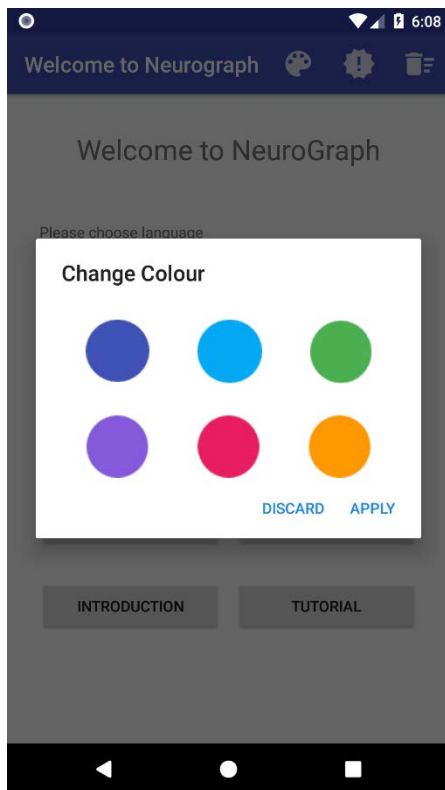 6:08
Welcome to Neurograph
Welcome to NeuroGraph
Please choose language
Change Colour
DISCARD APPLY
INTRODUCTION TUTORIAL